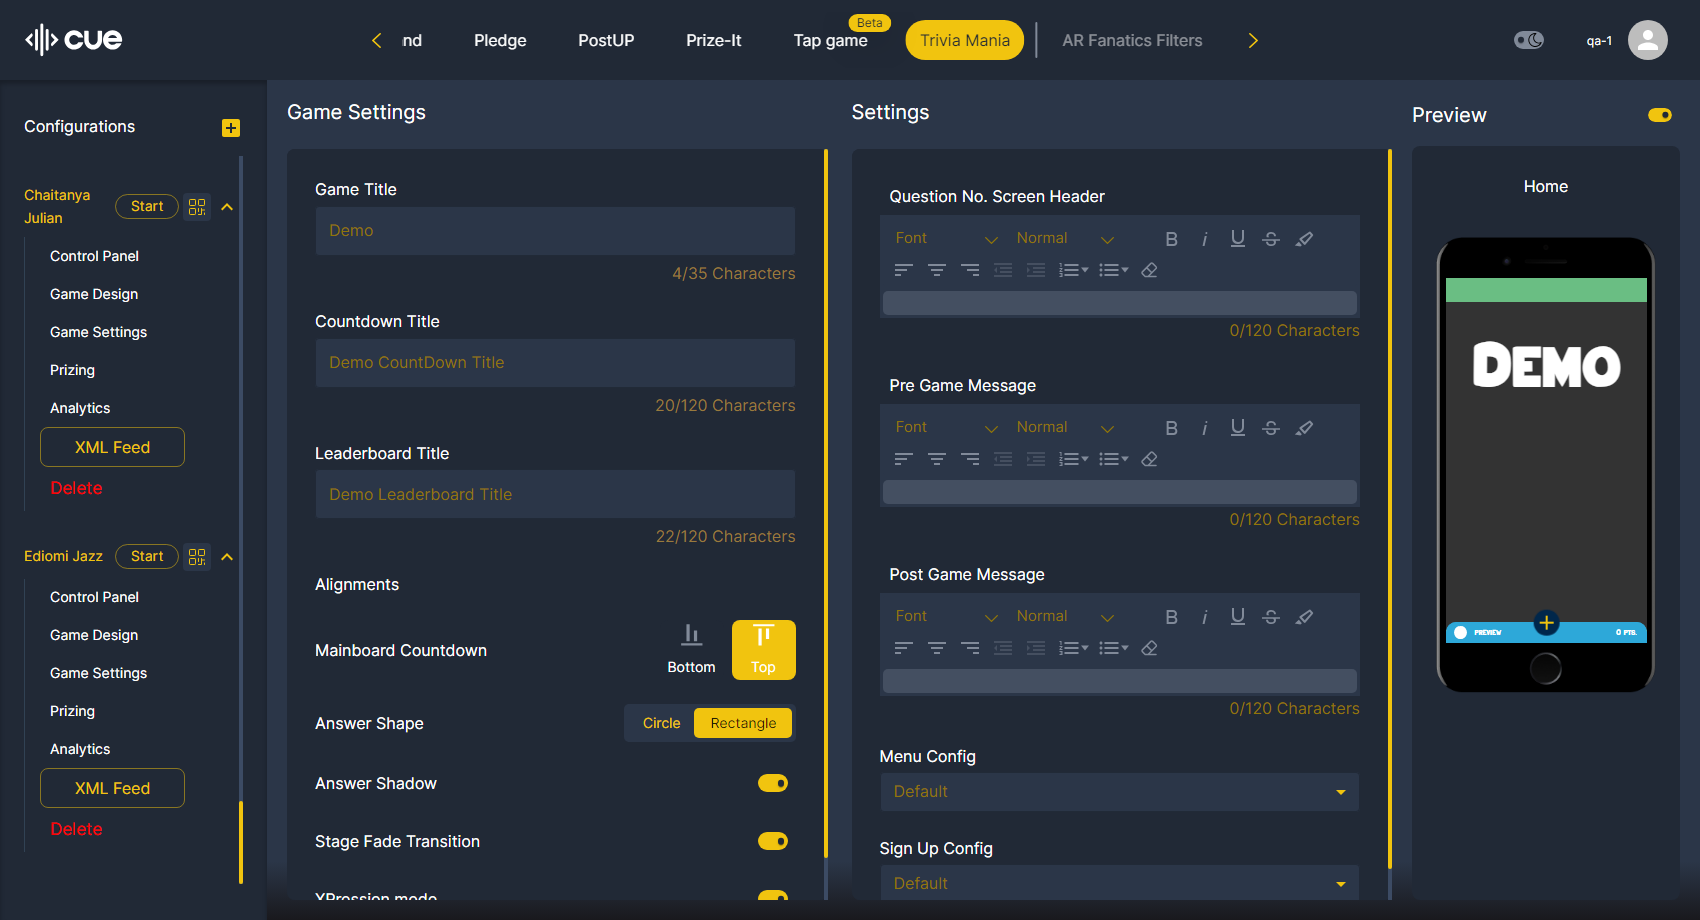 cue
nd
Pledge
PostUP
Prize-It
Tap game
Beta
Trivia Mania
AR Fanatics Filters
qa-1
Configurations
Chaitanya
Julian
Start
Control Panel
Game Design
Game Settings
Prizing
Analytics
XML Feed
Delete
Ediomi Jazz
Start
Control Panel
Game Design
Game Settings
Prizing
Analytics
XML Feed
Delete
Game Settings
Game Title
Demo
4/35 Characters
Countdown Title
Demo CountDown Title
20/120 Characters
Leaderboard Title
Demo Leaderboard Title
22/120 Characters
Alignments
Mainboard Countdown
Bottom
Top
Answer Shape
Circle
Rectangle
Answer Shadow
Stage Fade Transition
XPression mode
Settings
Question No. Screen Header
Font
Normal
0/120 Characters
Pre Game Message
Font
Normal
0/120 Characters
Post Game Message
Font
Normal
0/120 Characters
Menu Config
Default
Sign Up Config
Default
Preview
Home
DEMO
PREVIEW
0 PTS.